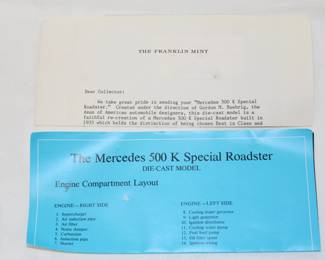 THE FRANKLIN MINT
Dear Collector:
We take great pride in sending your "Mercedes 500 K Special
Roadster." Created under the direction of Gordon M. Buehrig, the
dean of American automobile designers, this die-cast model is a
faithful re-creation of a Mercedes 500 K Special Roadster built in
1935 which holds the distinction of being chosen Best in Class and
The Mercedes 500 K Special Roadster
DIE-CAST MODEL
Engine Compartment Layout
ENGINE—RIGHT SIDE
1. Supercharger
2. Air induction pipe
3. Air filter
4. Noise damper
5. Carburetor
6. Induction pipe
7. Starter
ENGINE—LEFT SIDE
8. Cooling water governor
9. Light generator
10. Ignition distributor
11. Cooling water pump
12. Fuel feed pump
13. Oil filler spout
14. Ignition wiring